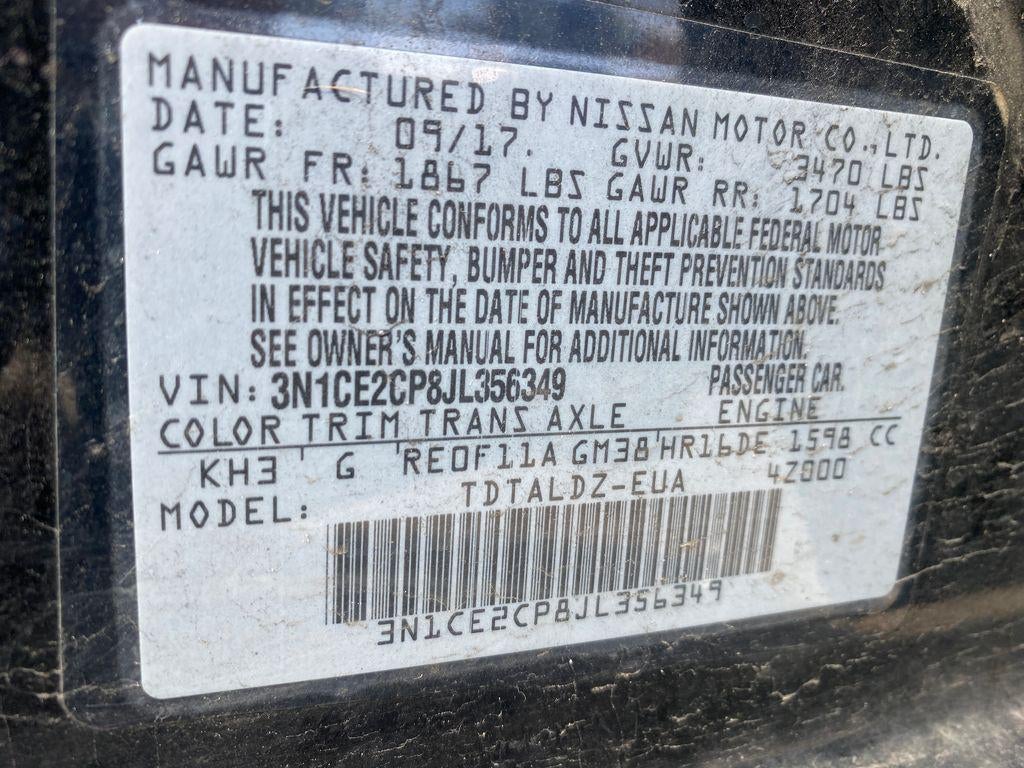 MANUFACTURED BY NISSAN MOTOR CO.,LTD.
DATE: 09/17. GVWR: 3470 LBS
GAWR FR: 1867 LBS GAWR RR: 1704 LBS
THIS VEHICLE CONFORMS TO ALL APPLICABLE FEDERAL MOTOR
VEHICLE SAFETY, BUMPER AND THEFT PREVENTION STANDARDS
IN EFFECT ON THE DATE OF MANUFACTURE SHOWN ABOVE.
SEE OWNER'S MANUAL FOR ADDITIONAL INFORMATION.
VIN: 3N1CE2CP8JL356349 PASSENGER CAR.
COLOR TRIM TRANS AXLE ENGINE
KH3 ' G ' RE0F11A GM38 ' HR16DE 1598 CC
MODEL: TDTALDZ-EUA 4Z000
3N1CE2CP8JL356349